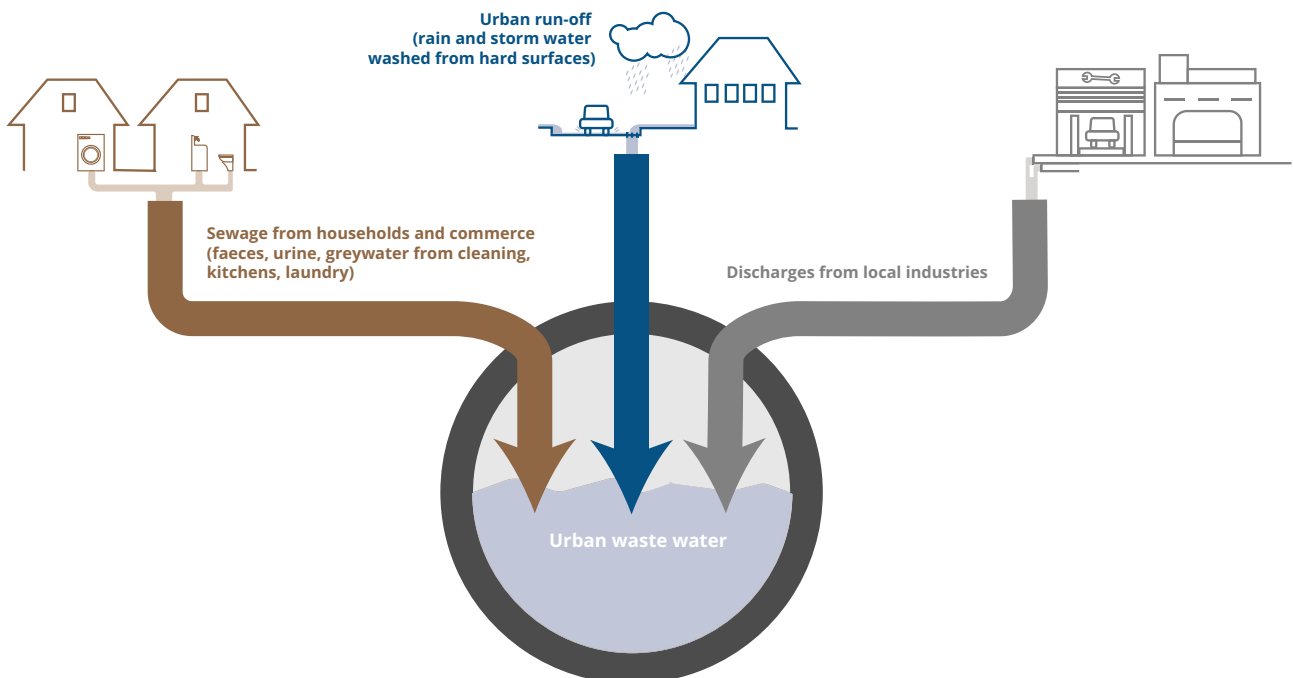 Urban run-off
(rain and storm water
washed from hard surfaces)
Sewage from households and commerce
(faeces, urine, greywater from cleaning,
kitchens, laundry)
Discharges from local industries
Urban waste water